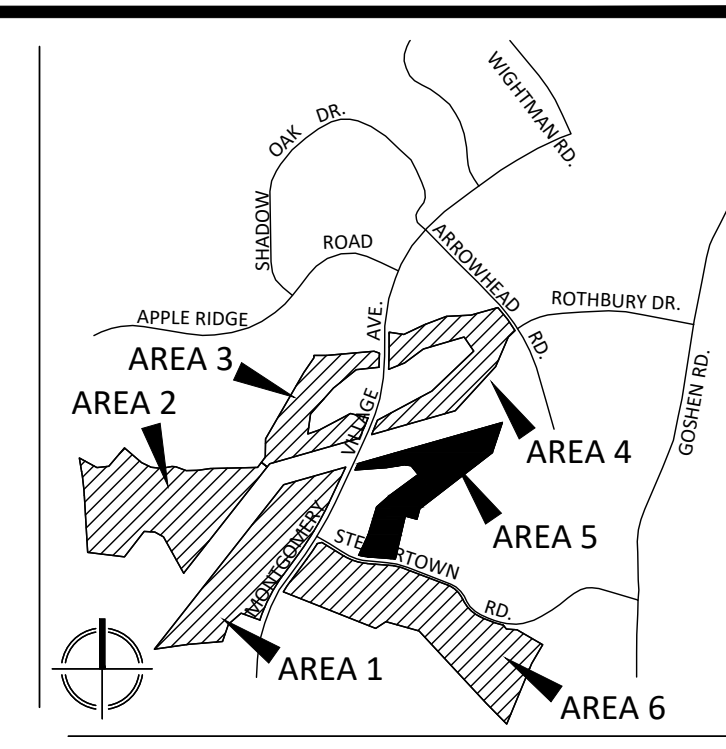 WIGHTMAN RD.
OAK DR.
SHADOW
ROAD
ARROWHEAD
RD.
ROTHBURY DR.
APPLE RIDGE
AVE.
AREA 3
VILLAGE
GOSHEN RD.
AREA 2
AREA 4
AREA 5
MONTGOMERY
RTOWN
RD.
AREA 1
AREA 6